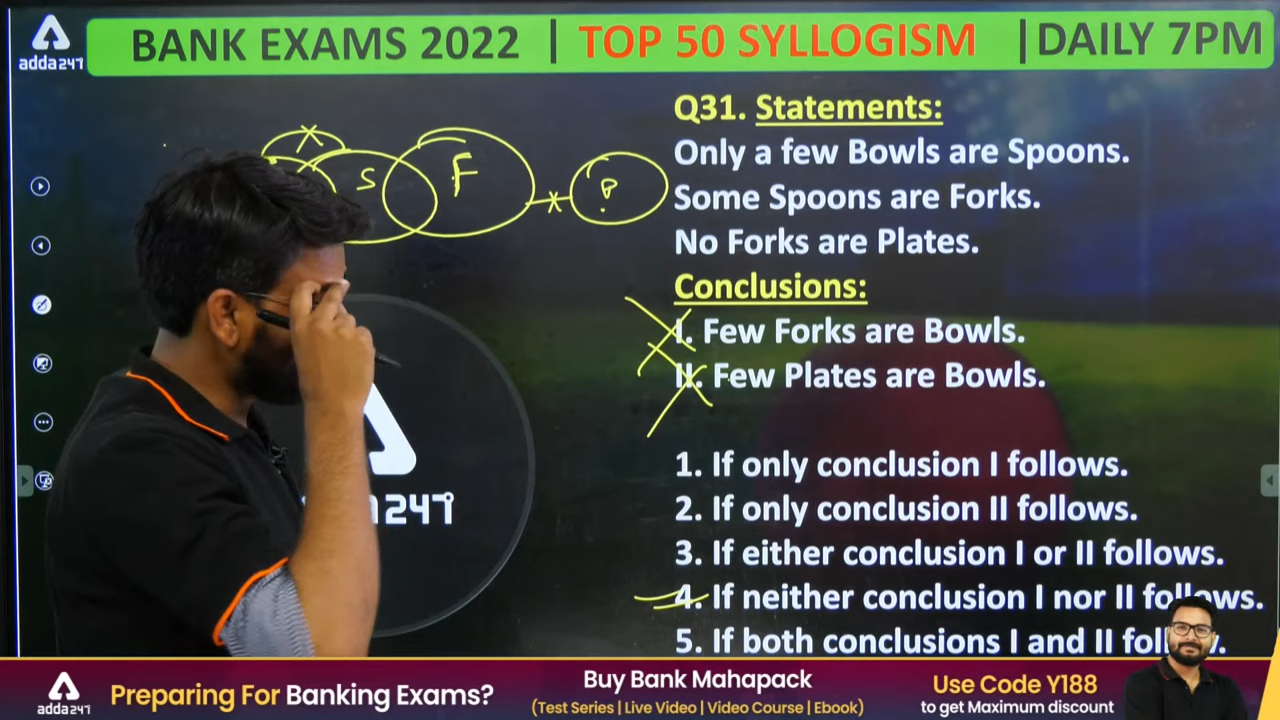 adda247
BANK EXAMS 2022 | TOP 50 SYLLOGISM | DAILY 7PM
Q31. Statements:
Only a few Bowls are Spoons.
Some Spoons are Forks.
No Forks are Plates.
S F P
Conclusions:
I. Few Forks are Bowls.
II. Few Plates are Bowls.
1. If only conclusion I follows.
2. If only conclusion II follows.
3. If either conclusion I or II follows.
4. If neither conclusion I nor II follows.
5. If both conclusions I and II
247
adda247
Preparing For Banking Exams?
Buy Bank Mahapack
(Test Series | Live Video | Video Course | Ebook)
Use Code Y188
to get Maximum discount